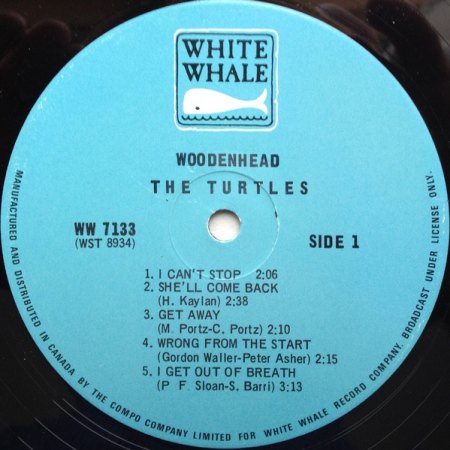 WHITE
WHALE
WOODENHEAD
THE TURTLES
WW 7133
(WST 8934)
SIDE 1
1. I CAN'T STOP 2:06
2. SHE'LL COME BACK
(H. Kaylan) 2:38
3. GET AWAY
(M. Portz-C. Portz) 2:10
4. WRONG FROM THE START
(Gordon Waller-Peter Asher) 2:15
5. I GET OUT OF BREATH
(P F. Sloan-S. Barri) 3:13
MANUFACTURED AND DISTRIBUTED IN CANADA BY THE COMPO COMPANY LIMITED FOR WHITE WHALE RECORD COMPANY. BROADCAST UNDER LICENSE ONLY.